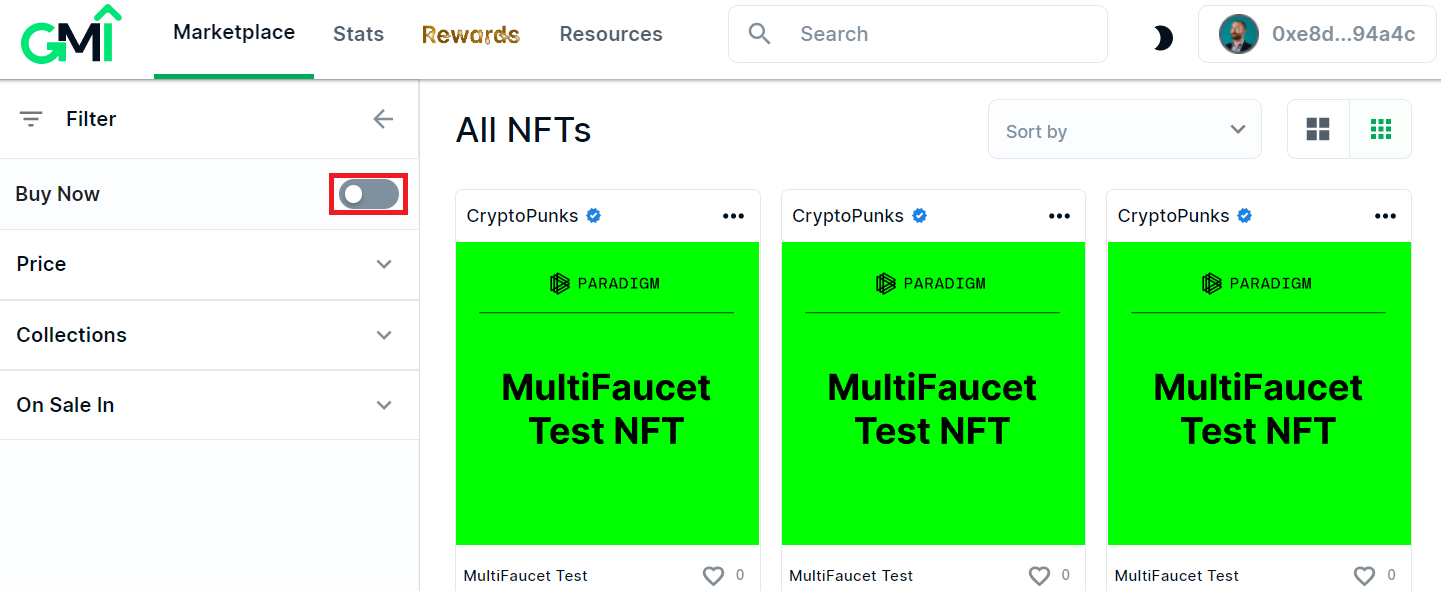 GMI
Marketplace
Stats
Rewards
Resources
Search
0xe8d...94a4c
Filter
Buy Now
Price
Collections
On Sale In
All NFTs
Sort by
CryptoPunks
PARADIGM
MultiFaucet
Test NFT
MultiFaucet Test
0
CryptoPunks
PARADIGM
MultiFaucet
Test NFT
MultiFaucet Test
0
CryptoPunks
PARADIGM
MultiFaucet
Test NFT
MultiFaucet Test
0